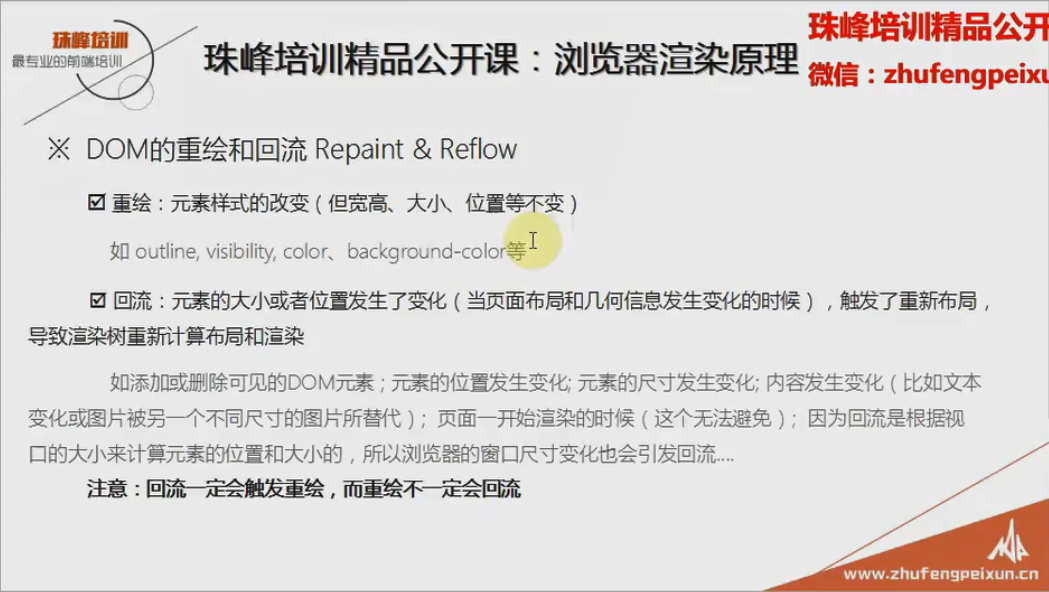 珠峰培训
最专业的前端培训
珠峰培训精品公开课：浏览器渲染原理
珠峰培训精品公开
微信：zhufengpeixu
※ DOM的重绘和回流 Repaint & Reflow
☑ 重绘：元素样式的改变（但宽高、大小、位置等不变）
如 outline, visibility, color、background-color等
☑ 回流：元素的大小或者位置发生了变化（当页面布局和几何信息发生变化的时候），触发了重新布局，
导致渲染树重新计算布局和渲染
如添加或删除可见的DOM元素；元素的位置发生变化; 元素的尺寸发生变化; 内容发生变化（比如文本
变化或图片被另一个不同尺寸的图片所替代）；页面一开始渲染的时候（这个无法避免）；因为回流是根据视
口的大小来计算元素的位置和大小的，所以浏览器的窗口尺寸变化也会引发回流....
注意：回流一定会触发重绘，而重绘不一定会回流
www.zhufengpeixun.cn